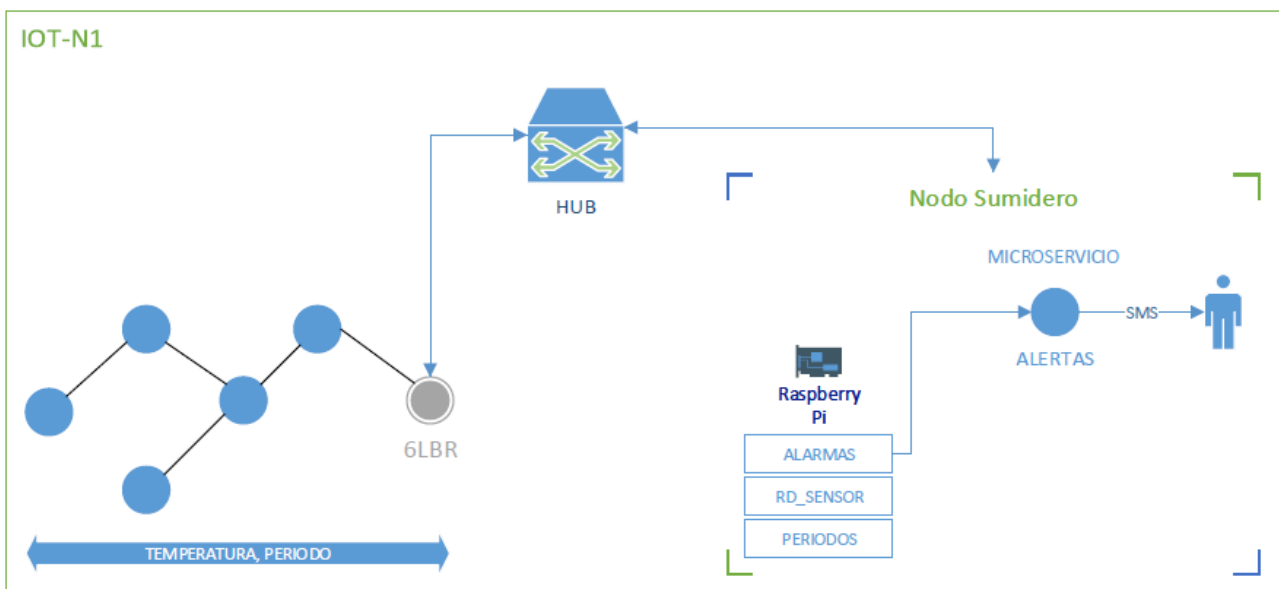 IOT-N1
HUB
Nodo Sumidero
MICROSERVICIO
SMS
ALERTAS
Raspberry
Pi
6LBR
ALARMAS
RD_SENSOR
PERIODOS
TEMPERATURA, PERIODO